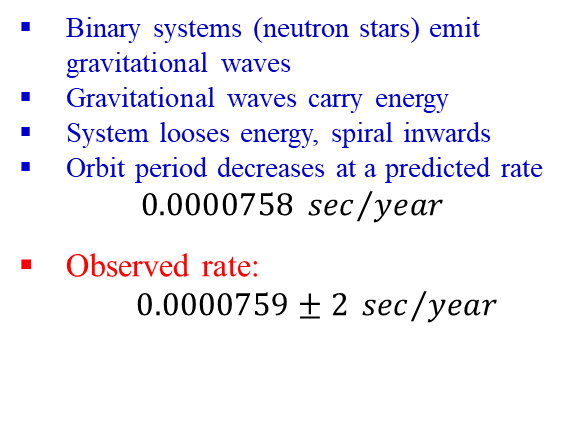 ▪ Binary systems (neutron stars) emit
gravitational waves
▪ Gravitational waves carry energy
▪ System looses energy, spiral inwards
▪ Orbit period decreases at a predicted rate
0.0000758 sec/year
▪ Observed rate:
0.0000759 ± 2 sec/year